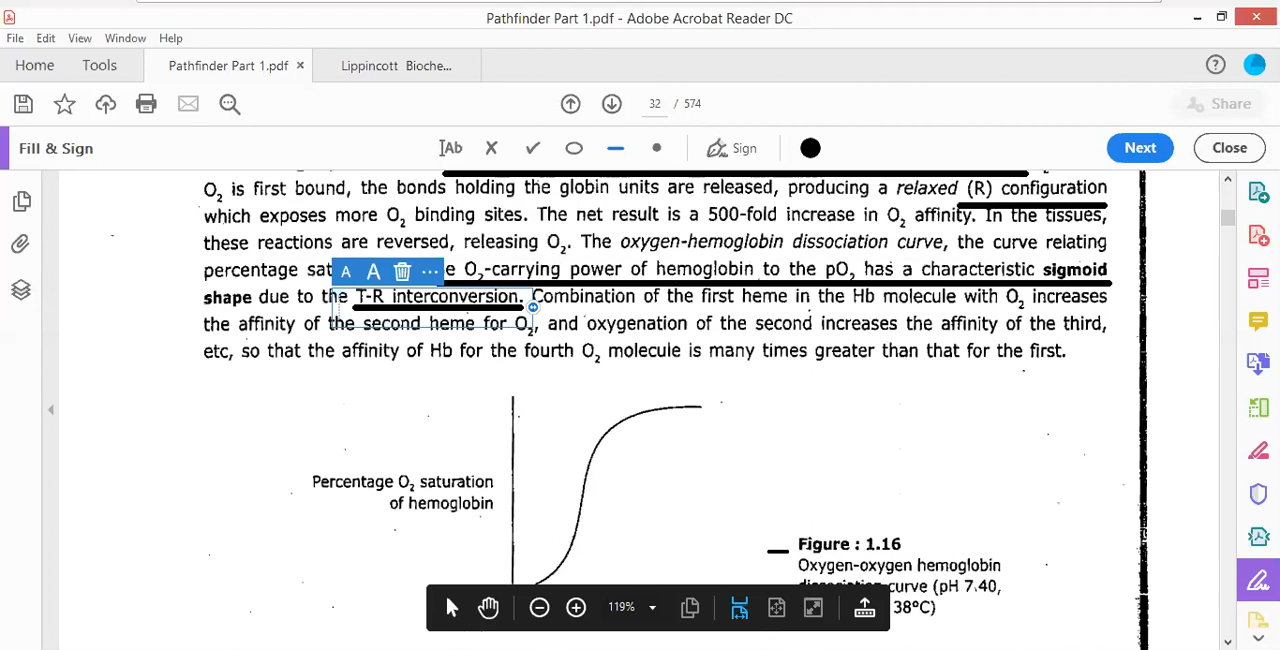 Pathfinder Part 1.pdf - Adobe Acrobat Reader DC
File Edit View Window Help
Home Tools Pathfinder Part 1.pdf × Lippincott Bioche...
32 / 574
Share
Fill & Sign
Ab Sign Next Close
O₂ is first bound, the bonds holding the globin units are released, producing a relaxed (R) configuration
which exposes more O₂ binding sites. The net result is a 500-fold increase in O₂ affinity. In the tissues,
these reactions are reversed, releasing O₂. The oxygen-hemoglobin dissociation curve, the curve relating
percentage sat A A ... e O₂-carrying power of hemoglobin to the pO₂ has a characteristic sigmoid
shape due to the T-R interconversion. Combination of the first heme in the Hb molecule with O₂ increases
the affinity of the second heme for O₂, and oxygenation of the second increases the affinity of the third,
etc, so that the affinity of Hb for the fourth O₂ molecule is many times greater than that for the first.
Percentage O₂ saturation
of hemoglobin
Figure : 1.16
Oxygen-oxygen hemoglobin
curve (pH 7.40,
38°C)
119%